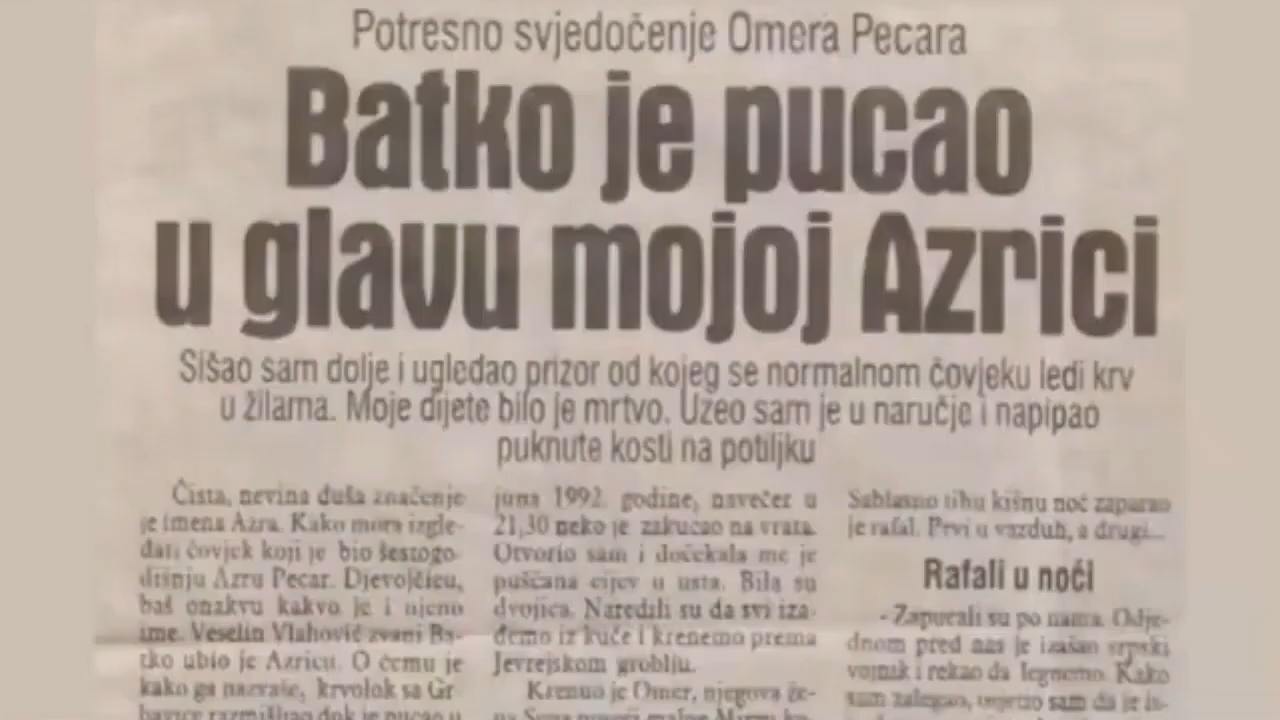 Potresno svjedočenje Omera Pecara
Batko je pucao
u glavu mojoj Azrici
Sišao sam dolje i ugledao prizor od kojeg se normalnom čovjeku ledi krv
u žilama. Moje dijete bilo je mrtvo. Uzeo sam je u naručje i napipao
puknute kosti na potiljku
Čista, nevina duša značenje
je imena Azra. Kako mora izgle-
dati čovjek koji je bio šestogo-
dišnju Azru Pecar. Djevojčicu,
baš onakvu kakvo je i njeno
ime. Veselin Vlahović zvani Ba-
tko ubio je Azricu. O čemu je
kako ga nazvaše, krvolok sa Gr
bavice razmišljao dok je pucao u
juna 1992. godine, navečer u
21,30 neko je zakucao na vrata.
Otvorio sam i dočekala me je
puščana cijev u usta. Bila su
dvojica. Naredili su da svi iza-
đemo iz kuće i krenemo prema
Jevrejskom groblju.
Krenuo je Omer, njegova že-
na
Sablasno tihu kišnu noć zaparao
je rafal. Prvi u vazduh, a drugi...
Rafali u noći
- Zapucali su po nama. Odje-
dnom pred nas je izašao srpski
vojnik i rekao da legnemo. Kako
sam zalegao, osjetio sam da je is-